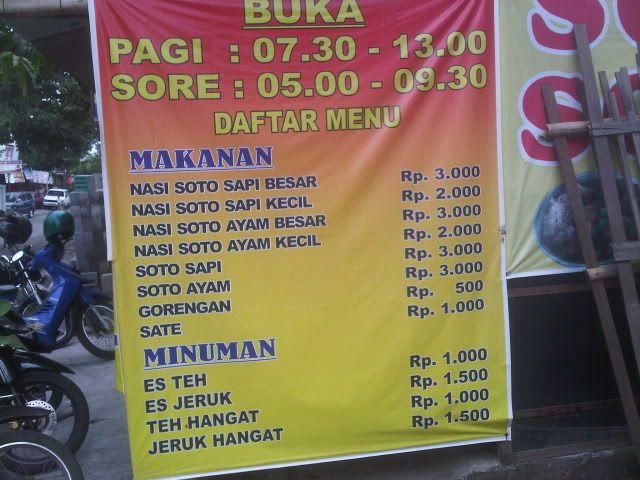 BUKA
PAGI : 07.30 - 13.00
SORE : 05.00 - 09.30
DAFTAR MENU
MAKANAN
NASI SOTO SAPI BESAR Rp. 3.000
NASI SOTO SAPI KECIL Rp. 2.000
NASI SOTO AYAM BESAR Rp. 3.000
NASI SOTO AYAM KECIL Rp. 2.000
SOTO SAPI Rp. 3.000
SOTO AYAM Rp. 3.000
GORENGAN Rp. 500
SATE Rp. 1.000
MINUMAN
ES TEH Rp. 1.000
ES JERUK Rp. 1.500
TEH HANGAT Rp. 1.000
JERUK HANGAT Rp. 1.500